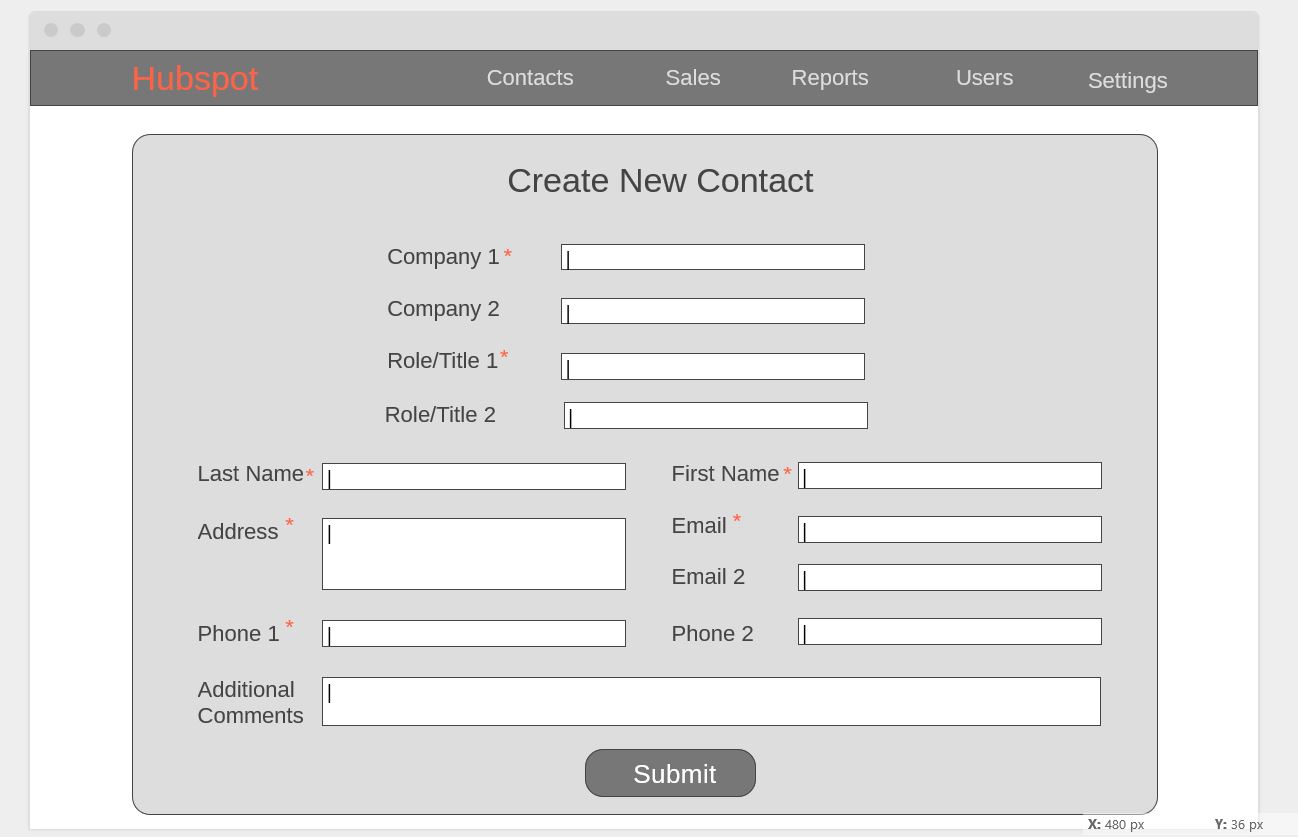 Hubspot Contacts Sales Reports Users Settings
Create New Contact
Company 1 *
Company 2
Role/Title 1 *
Role/Title 2
Last Name * First Name *
Address * Email *
Email 2
Phone 1 * Phone 2
Additional
Comments
Submit
X: 480 px Y: 36 px